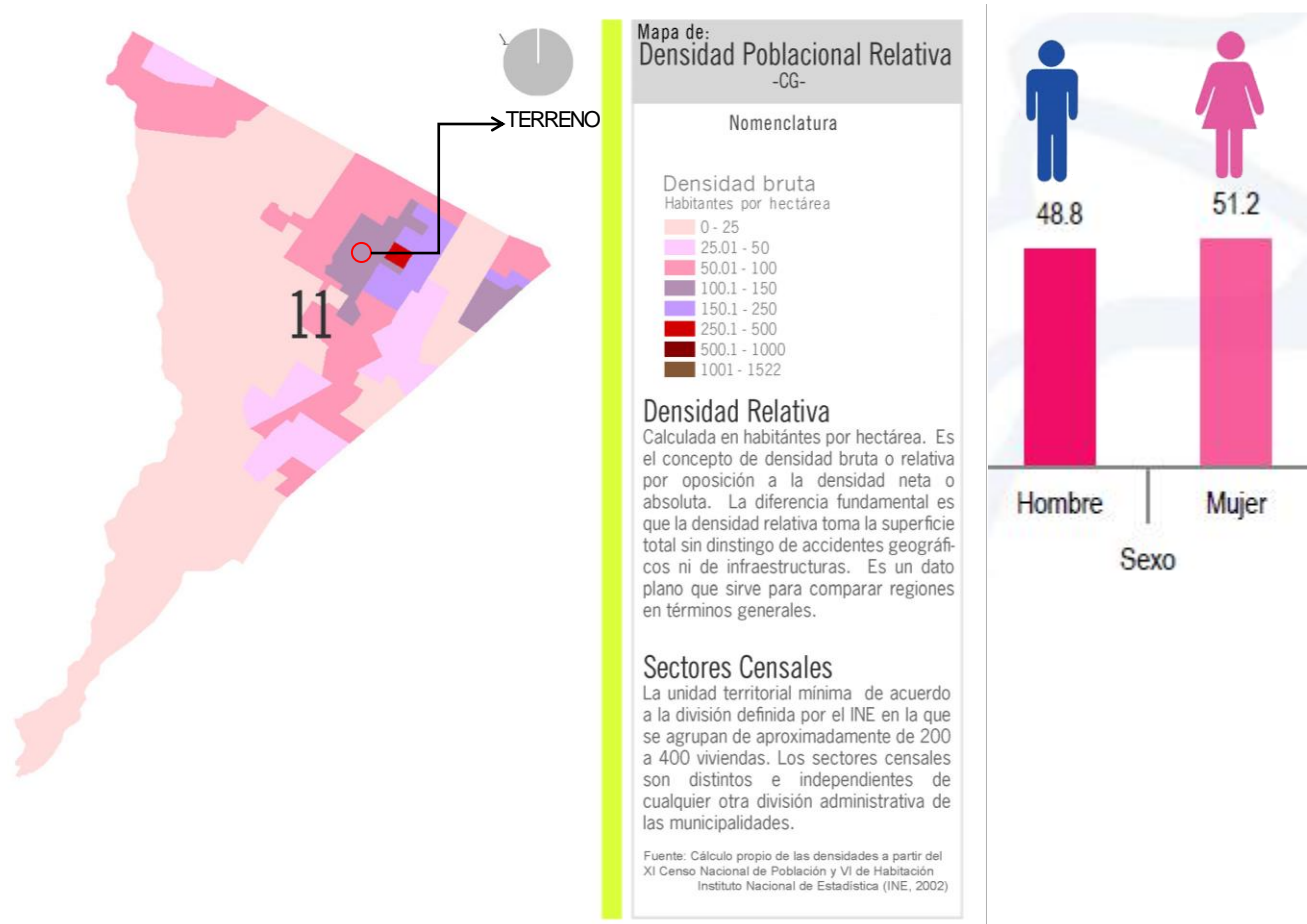 TERRENO
11
Mapa de:
Densidad Poblacional Relativa
-CG-
Nomenclatura
Densidad bruta
Habitantes por hectárea
0 - 25
25.01 - 50
50.01 - 100
100.1 - 150
150.1 - 250
250.1 - 500
500.1 - 1000
1001 - 1522
Densidad Relativa
Calculada en habitántes por hectárea. Es
el concepto de densidad bruta o relativa
por oposición a la densidad neta o
absoluta. La diferencia fundamental es
que la densidad relativa toma la superficie
total sin dinstingo de accidentes geográfi-
cos ni de infraestructuras. Es un dato
plano que sirve para comparar regiones
en términos generales.
Sectores Censales
La unidad territorial mínima de acuerdo
a la división definida por el INE en la que
se agrupan de aproximadamente de 200
a 400 viviendas. Los sectores censales
son distintos e independientes de
cualquier otra división administrativa de
las municipalidades.
Fuente: Cálculo propio de las densidades a partir del
XI Censo Nacional de Población y VI de Habitación
Instituto Nacional de Estadística (INE, 2002)
48.8
51.2
Hombre
Mujer
Sexo